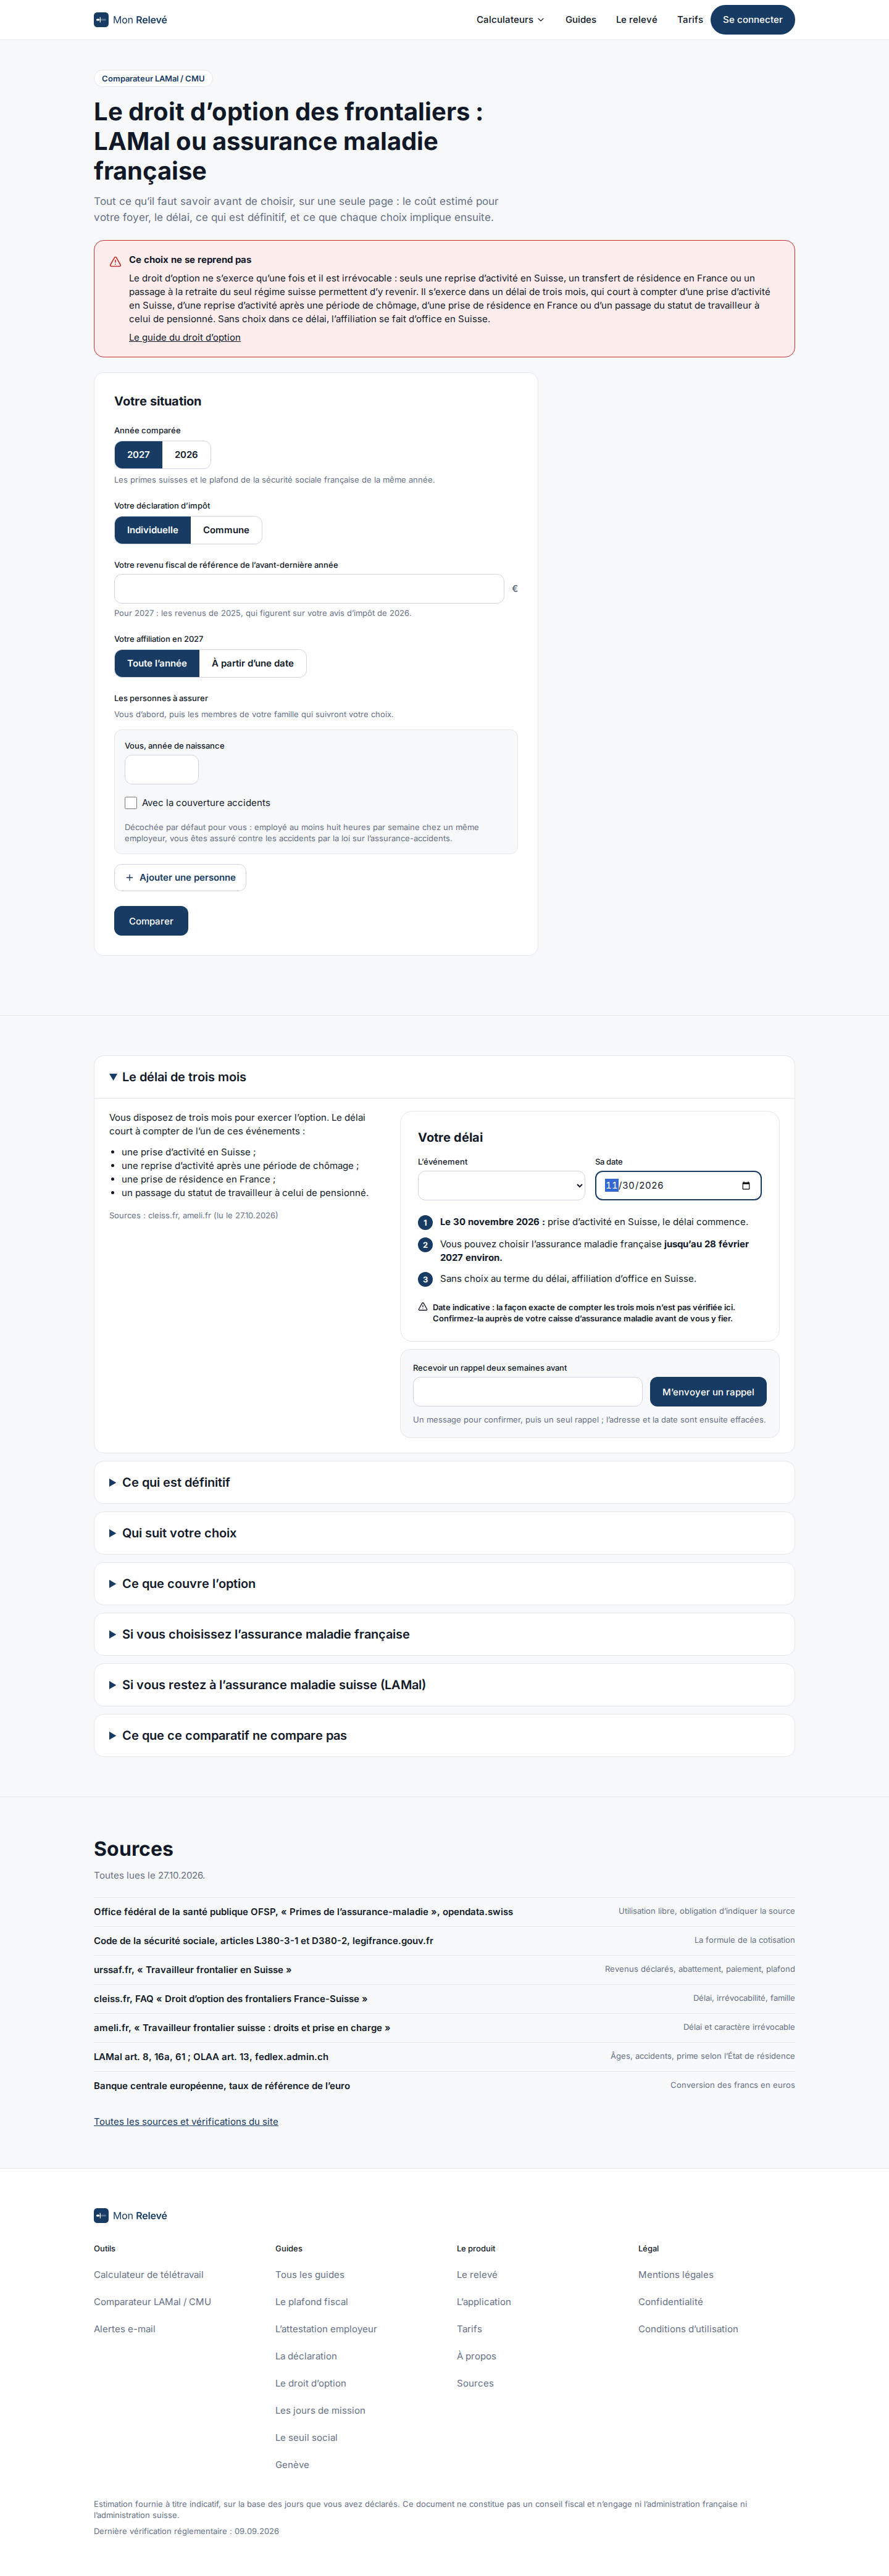 Mon Relevé
Calculateurs
Guides
Le relevé
Tarifs
Se connecter
Comparateur LAMal / CMU
Le droit d’option des frontaliers :
LAMal ou assurance maladie
française
Tout ce qu’il faut savoir avant de choisir, sur une seule page : le coût estimé pour
votre foyer, le délai, ce qui est définitif, et ce que chaque choix implique ensuite.
Ce choix ne se reprend pas
Le droit d’option ne s’exerce qu’une fois et il est irrévocable : seuls une reprise d’activité en Suisse, un transfert de résidence en France ou un
passage à la retraite du seul régime suisse permettent d’y revenir. Il s’exerce dans un délai de trois mois, qui court à compter d’une prise d’activité
en Suisse, d’une reprise d’activité après une période de chômage, d’une prise de résidence en France ou d’un passage du statut de travailleur à
celui de pensionné. Sans choix dans ce délai, l’affiliation se fait d’office en Suisse.
Le guide du droit d’option
Votre situation
Année comparée
2027
2026
Les primes suisses et le plafond de la sécurité sociale française de la même année.
Votre déclaration d’impôt
Individuelle
Commune
Votre revenu fiscal de référence de l’avant-dernière année
€
Pour 2027 : les revenus de 2025, qui figurent sur votre avis d’impôt de 2026.
Votre affiliation en 2027
Toute l’année
À partir d’une date
Les personnes à assurer
Vous d’abord, puis les membres de votre famille qui suivront votre choix.
Vous, année de naissance
Avec la couverture accidents
Décochée par défaut pour vous : employé au moins huit heures par semaine chez un même
employeur, vous êtes assuré contre les accidents par la loi sur l’assurance-accidents.
Ajouter une personne
Comparer
Le délai de trois mois
Vous disposez de trois mois pour exercer l’option. Le délai
court à compter de l’un de ces événements :
• une prise d’activité en Suisse ;
• une reprise d’activité après une période de chômage ;
• une prise de résidence en France ;
• un passage du statut de travailleur à celui de pensionné.
Sources : cleiss.fr, ameli.fr (lu le 27.10.2026)
Votre délai
L’événement
Sa date
11/30/2026
1 Le 30 novembre 2026 : prise d’activité en Suisse, le délai commence.
2 Vous pouvez choisir l’assurance maladie française jusqu’au 28 février
2027 environ.
3 Sans choix au terme du délai, affiliation d’office en Suisse.
Date indicative : la façon exacte de compter les trois mois n’est pas vérifiée ici.
Confirmez-la auprès de votre caisse d’assurance maladie avant de vous y fier.
Recevoir un rappel deux semaines avant
M’envoyer un rappel
Un message pour confirmer, puis un seul rappel ; l’adresse et la date sont ensuite effacées.
Ce qui est définitif
Qui suit votre choix
Ce que couvre l’option
Si vous choisissez l’assurance maladie française
Si vous restez à l’assurance maladie suisse (LAMal)
Ce que ce comparatif ne compare pas
Sources
Toutes lues le 27.10.2026.
Office fédéral de la santé publique OFSP, « Primes de l’assurance-maladie », opendata.swiss
Utilisation libre, obligation d’indiquer la source
Code de la sécurité sociale, articles L380-3-1 et D380-2, legifrance.gouv.fr
La formule de la cotisation
urssaf.fr, « Travailleur frontalier en Suisse »
Revenus déclarés, abattement, paiement, plafond
cleiss.fr, FAQ « Droit d’option des frontaliers France-Suisse »
Délai, irrévocabilité, famille
ameli.fr, « Travailleur frontalier suisse : droits et prise en charge »
Délai et caractère irrévocable
LAMal art. 8, 16a, 61 ; OLAA art. 13, fedlex.admin.ch
Âges, accidents, prime selon l’État de résidence
Banque centrale européenne, taux de référence de l’euro
Conversion des francs en euros
Toutes les sources et vérifications du site
Mon Relevé
Outils
Calculateur de télétravail
Comparateur LAMal / CMU
Alertes e-mail
Guides
Tous les guides
Le plafond fiscal
L’attestation employeur
La déclaration
Le droit d’option
Les jours de mission
Le seuil social
Genève
Le produit
Le relevé
L’application
Tarifs
À propos
Sources
Légal
Mentions légales
Confidentialité
Conditions d’utilisation
Estimation fournie à titre indicatif, sur la base des jours que vous avez déclarés. Ce document ne constitue pas un conseil fiscal et n’engage ni l’administration française ni
l’administration suisse.
Dernière vérification réglementaire : 09.09.2026